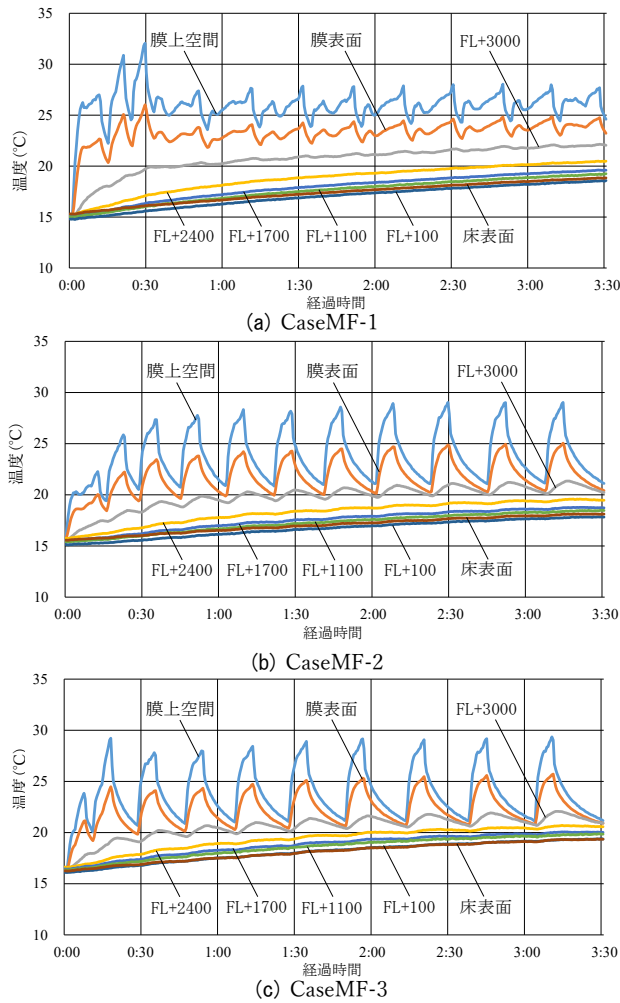 35
30
25
20
15
10
温度(℃)
膜上空間
膜表面
FL+3000
FL+2400
FL+1700
FL+1100
FL+100
床表面
0:00
0:30
1:00
1:30
2:00
2:30
3:00
3:30
経過時間
(a) CaseMF-1
35
30
25
20
15
10
温度(℃)
膜上空間
膜表面
FL+3000
FL+2400
FL+1700
FL+1100
FL+100
床表面
0:00
0:30
1:00
1:30
2:00
2:30
3:00
3:30
経過時間
(b) CaseMF-2
35
30
25
20
15
10
温度(℃)
膜上空間
膜表面
FL+3000
FL+2400
FL+1700
FL+1100
FL+100
床表面
0:00
0:30
1:00
1:30
2:00
2:30
3:00
3:30
経過時間
(c) CaseMF-3